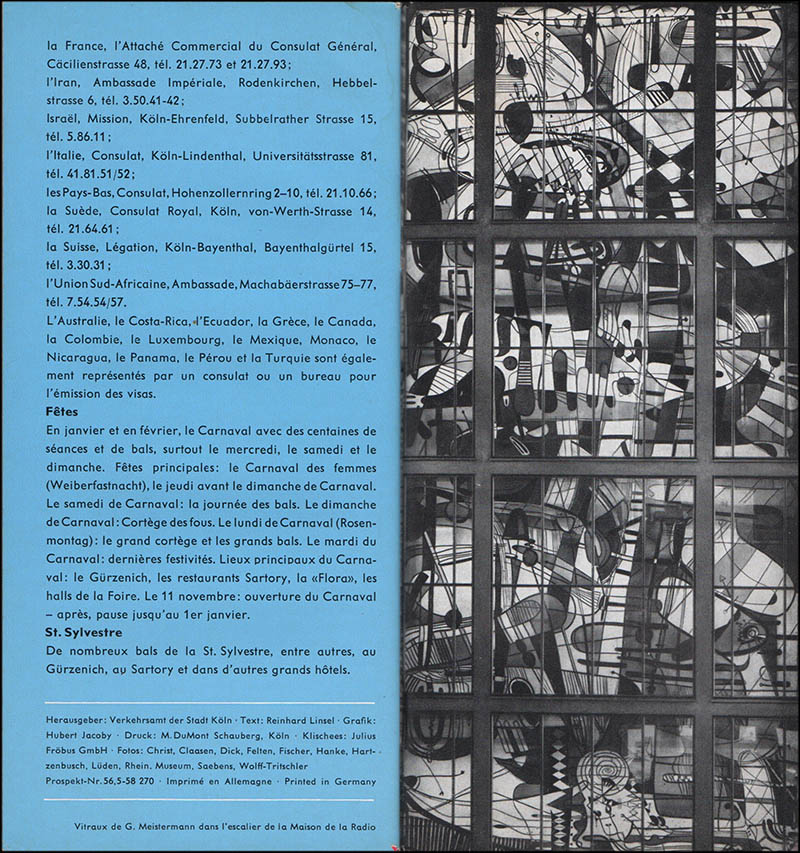 la France, l'Attaché Commercial du Consulat Général,
Cäcilienstrasse 48, tél. 21.27.73 et 21.27.93;
l'Iran, Ambassade Impériale, Rodenkirchen, Hebbel-
strasse 6, tél. 3.50.41-42;
Israël, Mission, Köln-Ehrenfeld, Subbelrather Strasse 15,
tél. 5.86.11;
l'Italie, Consulat, Köln-Lindenthal, Universitätsstrasse 81,
tél. 41.81.51/52;
les Pays-Bas, Consulat, Hohenzollernring 2–10, tél. 21.10.66;
la Suède, Consulat Royal, Köln, von-Werth-Strasse 14,
tél. 21.64.61;
la Suisse, Légation, Köln-Bayenthal, Bayenthalgürtel 15,
tél. 3.30.31;
l'Union Sud-Africaine, Ambassade, Machabäerstrasse 75–77,
tél. 7.54.54/57.
L'Australie, le Costa-Rica, l'Ecuador, la Grèce, le Canada,
la Colombie, le Luxembourg, le Mexique, Monaco, le
Nicaragua, le Panama, le Pérou et la Turquie sont égale-
ment représentés par un consulat ou un bureau pour
l'émission des visas.
Fêtes
En janvier et en février, le Carnaval avec des centaines de
séances et de bals, surtout le mercredi, le samedi et le
dimanche. Fêtes principales: le Carnaval des femmes
(Weiberfastnacht), le jeudi avant le dimanche de Carnaval.
Le samedi de Carnaval: la journée des bals. Le dimanche
de Carnaval: Cortège des fous. Le lundi de Carnaval (Rosen-
montag): le grand cortège et les grands bals. Le mardi du
Carnaval: dernières festivités. Lieux principaux du Carna-
val: le Gürzenich, les restaurants Sartory, la «Flora», les
halls de la Foire. Le 11 novembre: ouverture du Carnaval
– après, pause jusqu'au 1er janvier.
St. Sylvestre
De nombreux bals de la St. Sylvestre, entre autres, au
Gürzenich, au Sartory et dans d'autres grands hôtels.
Herausgeber: Verkehrsamt der Stadt Köln · Text: Reinhard Linsel · Grafik:
Hubert Jacoby · Druck: M. DuMont Schauberg, Köln · Klischees: Julius
Fröbus GmbH · Fotos: Christ, Claasen, Dick, Felten, Fischer, Hanke, Hart-
zenbusch, Lüden, Rhein. Museum, Saebens, Wolff-Tritschler
Prospekt-Nr. 56,5-58 270 · Imprimé en Allemagne · Printed in Germany
Vitraux de G. Meistermann dans l'escalier de la Maison de la Radio